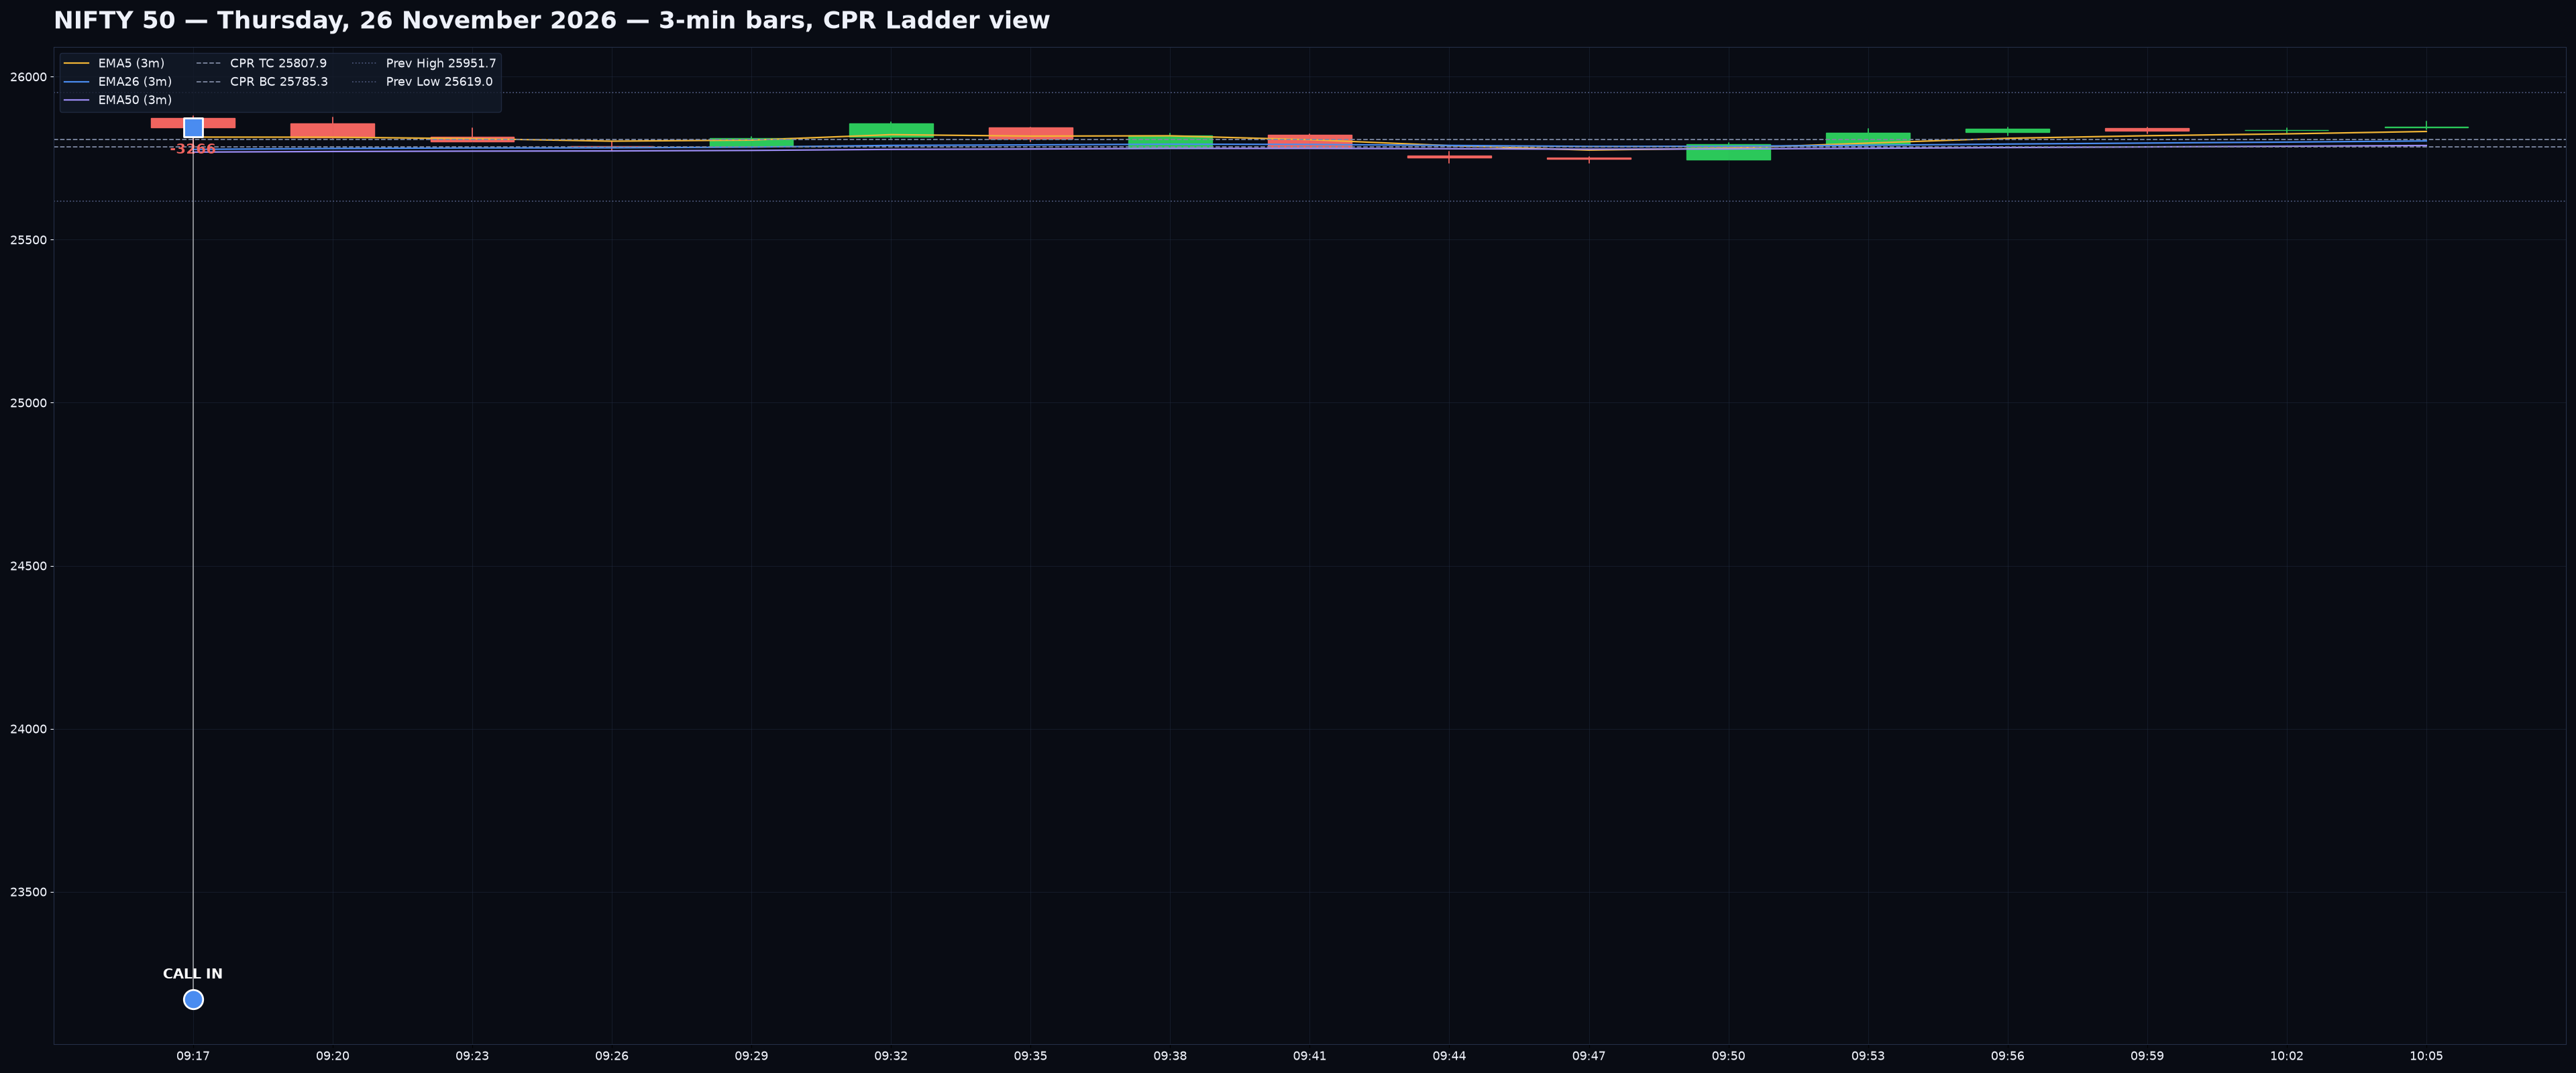 NIFTY 50 — Thursday, 26 November 2026 — 3-min bars, CPR Ladder view
EMA5 (3m)
EMA26 (3m)
EMA50 (3m)
CPR TC 25807.9
CPR BC 25785.3
Prev High 25951.7
Prev Low 25619.0
26000
25500
25000
24500
24000
23500
-3266
CALL IN
09:17 09:20 09:23 09:26 09:29 09:32 09:35 09:38 09:41 09:44 09:47 09:50 09:53 09:56 09:59 10:02 10:05